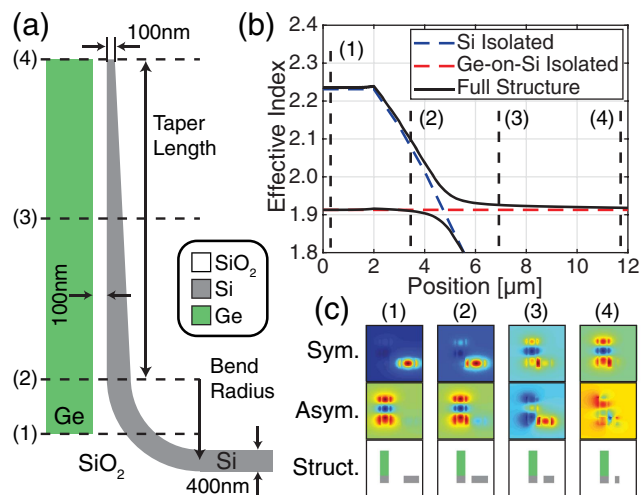 (a)
100nm
(4)
Taper
Length
(3)
100nm
SiO2
Si
Ge
(2)
Bend
Radius
(1)
Ge
SiO2
Si
400nm
(b)
2.4
2.3
2.2
2.1
2.0
1.9
1.8
Effective Index
(1)
Si Isolated
Ge-on-Si Isolated
Full Structure
(2)
(3)
(4)
0
2
4
6
8
10
12
Position [µm]
(c)
(1)
(2)
(3)
(4)
Sym.
Asym.
Struct.